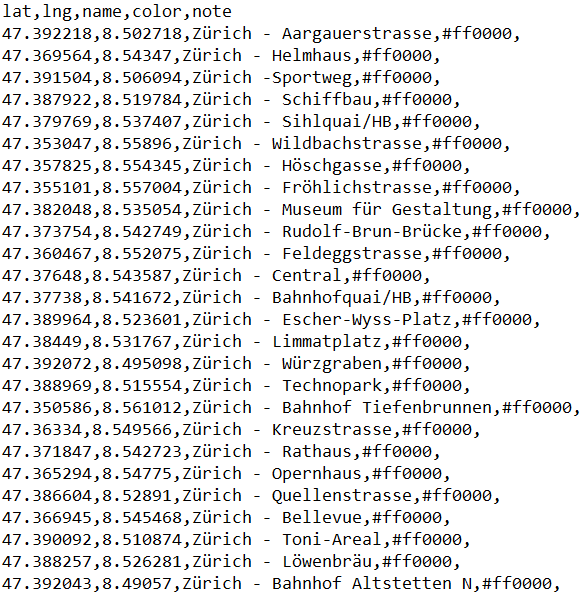 lat,lng,name,color,note
47.392218,8.502718,Zürich - Aargauerstrasse,#ff0000,
47.369564,8.54347,Zürich - Helmhaus,#ff0000,
47.391504,8.506094,Zürich -Sportweg,#ff0000,
47.387922,8.519784,Zürich - Schiffbau,#ff0000,
47.379769,8.537407,Zürich - Sihlquai/HB,#ff0000,
47.353047,8.55896,Zürich - Wildbachstrasse,#ff0000,
47.357825,8.554345,Zürich - Höschgasse,#ff0000,
47.355101,8.557004,Zürich - Fröhlichstrasse,#ff0000,
47.382048,8.535054,Zürich - Museum für Gestaltung,#ff0000,
47.373754,8.542749,Zürich - Rudolf-Brun-Brücke,#ff0000,
47.360467,8.552075,Zürich - Feldeggstrasse,#ff0000,
47.37648,8.543587,Zürich - Central,#ff0000,
47.37738,8.541672,Zürich - Bahnhofquai/HB,#ff0000,
47.389964,8.523601,Zürich - Escher-Wyss-Platz,#ff0000,
47.38449,8.531767,Zürich - Limmatplatz,#ff0000,
47.392072,8.495098,Zürich - Würzgraben,#ff0000,
47.388969,8.515554,Zürich - Technopark,#ff0000,
47.350586,8.561012,Zürich - Bahnhof Tiefenbrunnen,#ff0000,
47.36334,8.549566,Zürich - Kreuzstrasse,#ff0000,
47.371847,8.542723,Zürich - Rathaus,#ff0000,
47.365294,8.54775,Zürich - Opernhaus,#ff0000,
47.386604,8.52891,Zürich - Quellenstrasse,#ff0000,
47.366945,8.545468,Zürich - Bellevue,#ff0000,
47.390092,8.510874,Zürich - Toni-Areal,#ff0000,
47.388257,8.526281,Zürich - Löwenbräu,#ff0000,
47.392043,8.49057,Zürich - Bahnhof Altstetten N,#ff0000,